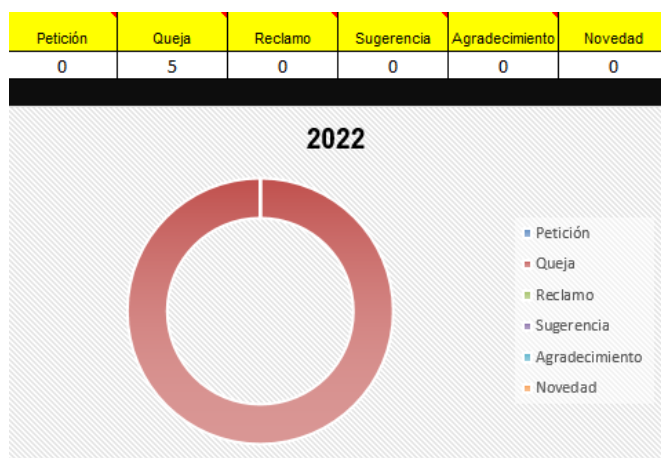 Petición Queja Reclamo Sugerencia Agradecimiento Novedad
0 5 0 0 0 0
2022
Petición
Queja
Reclamo
Sugerencia
Agradecimiento
Novedad